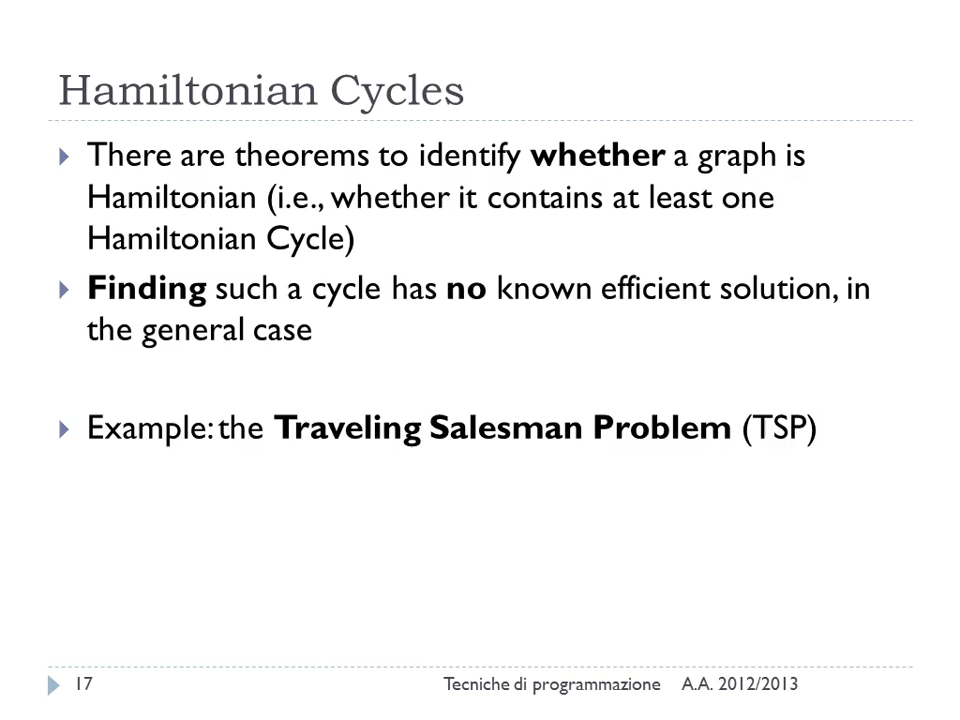 Hamiltonian Cycles
There are theorems to identify whether a graph is
Hamiltonian (i.e., whether it contains at least one
Hamiltonian Cycle)
Finding such a cycle has no known efficient solution, in
the general case
Example: the Traveling Salesman Problem (TSP)
17 Tecniche di programmazione A.A. 2012/2013